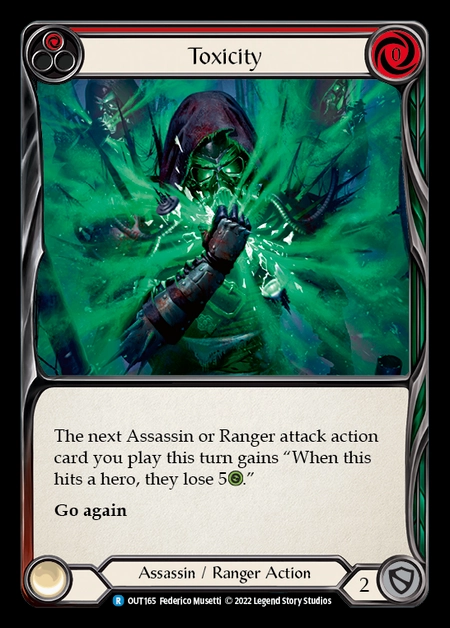 Toxicity
0
The next Assassin or Ranger attack action
card you play this turn gains “When this
hits a hero, they lose 5.”
Go again
Assassin / Ranger Action
2
R OUT165 Federico Musetti © 2022 Legend Story Studios